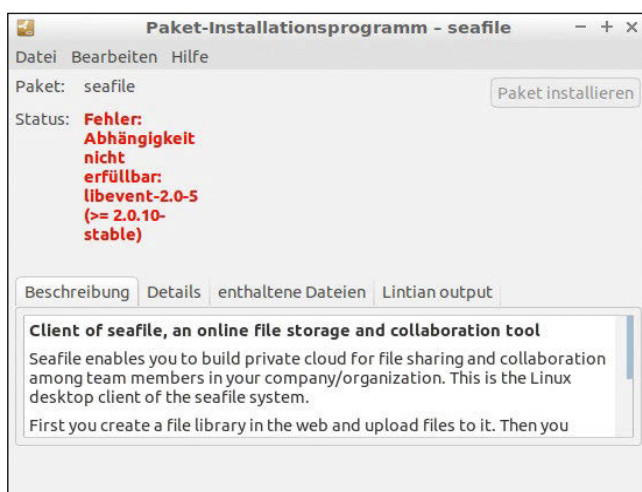 Paket-Installationsprogramm – seafile
Datei Bearbeiten Hilfe
Paket: seafile
Paket installieren
Status: Fehler:
Abhängigkeit
nicht
erfüllbar:
libevent-2.0-5
(>= 2.0.10-
stable)
Beschreibung Details enthaltene Dateien Lintian output
Client of seafile, an online file storage and collaboration tool
Seafile enables you to build private cloud for file sharing and collaboration
among team members in your company/organization. This is the Linux
desktop client of the seafile system.
First you create a file library in the web and upload files to it. Then you